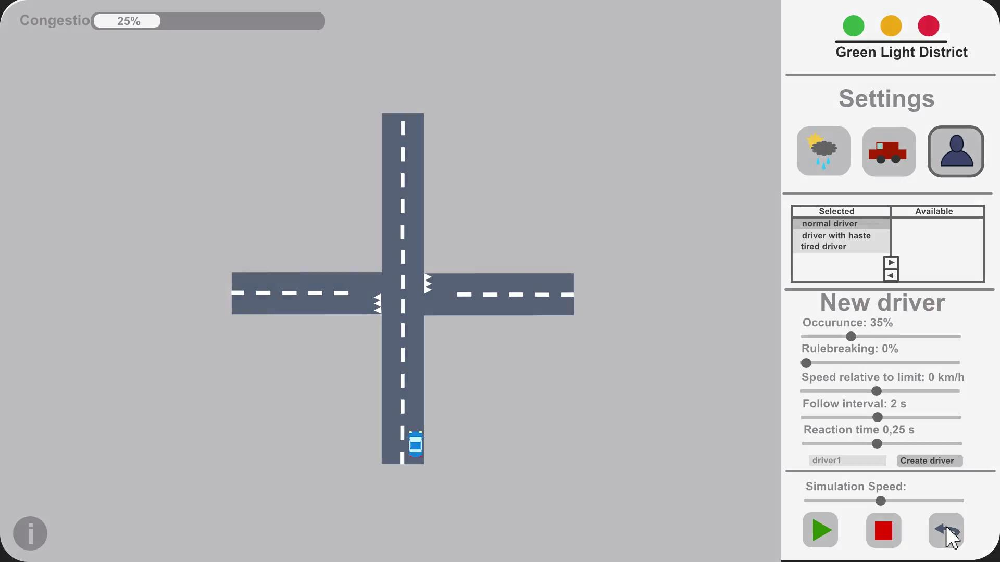 Congestio
25%
Green Light District
Settings
Selected Available
normal driver
driver with haste
tired driver
New driver
Occurunce: 35%
Rulebreaking: 0%
Speed relative to limit: 0 km/h
Follow interval: 2 s
Reaction time 0,25 s
driver1 Create driver
Simulation Speed:
i